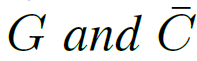 G and C̄